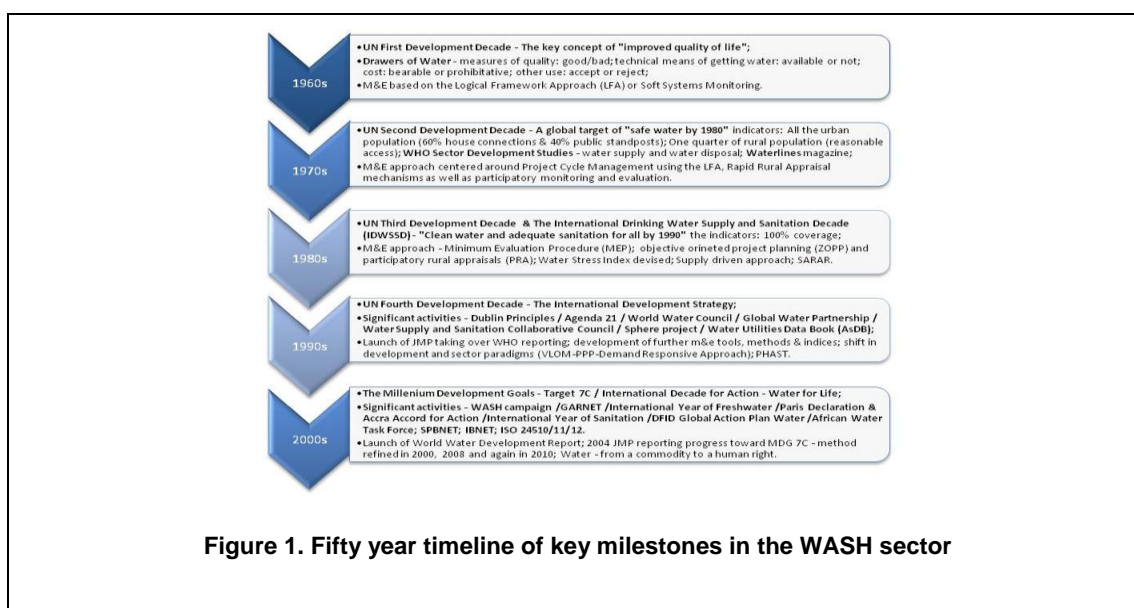 •UN First Development Decade - The key concept of "improved quality of life";
•Drawers of Water - measures of quality: good/bad; technical means of getting water: available or not;
cost: bearable or prohibitative; other use: accept or reject;
1960s
•M&E based on the Logical Framework Approach (LFA) or Soft Systems Monitoring.
•UN Second Development Decade - A global target of "safe water by 1980" indicators: All the urban
population (60% house connections & 40% public standposts); One quarter of rural population (reasonable
access); WHO Sector Development Studies - water supply and water disposal; Waterlines magazine;
1970s
•M&E approach centered around Project Cycle Management using the LFA, Rapid Rural Appraisal
mechanisms as well as participatory monitoring and evaluation.
•UN Third Development Decade & The International Drinking Water Supply and Sanitation Decade
(IDWSSD) - "Clean water and adequate sanitation for all by 1990" the indicators: 100% coverage;
1980s
•M&E approach - Minimum Evaluation Procedure (MEP); objective orineted project planning (ZOPP) and
participatory rural appraisals (PRA); Water Stress Index devised; Supply driven approach; SARAR.
•UN Fourth Development Decade - The International Development Strategy;
•Significant activities - Dublin Principles / Agenda 21 / World Water Council / Global Water Partnership /
Water Supply and Sanitation Collaborative Council / Sphere project / Water Utilities Data Book (AsDB);
1990s
•Launch of JMP taking over WHO reporting; development of further m&e tools, methods & indices; shift in
development and sector paradigms (VLOM-PPP-Demand Responsive Approach); PHAST.
•The Millenium Development Goals - Target 7C / International Decade for Action - Water for Life;
•Significant activities - WASH campaign /GARNET /International Year of Freshwater /Paris Declaration &
Accra Accord for Action /International Year of Sanitation /DFID Global Action Plan Water /African Water
Task Force; SPBNET; IBNET; ISO 24510/11/12.
2000s
•Launch of World Water Development Report; 2004 JMP reporting progress toward MDG 7C - method
refined in 2000, 2008 and again in 2010; Water - from a commodity to a human right.
Figure 1. Fifty year timeline of key milestones in the WASH sector